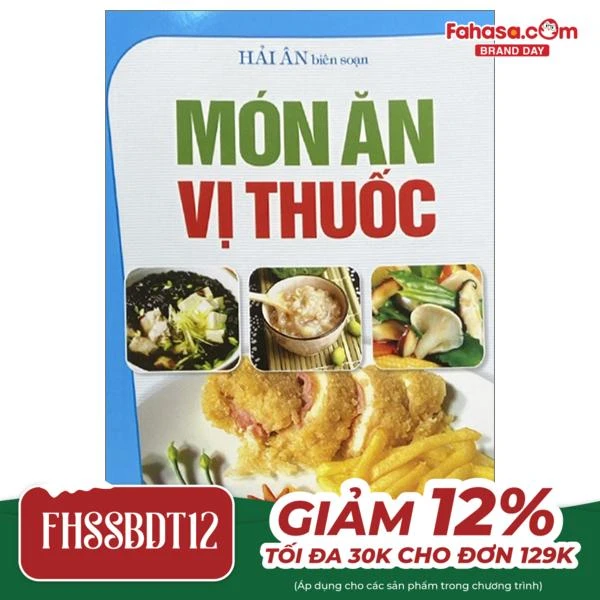 Fahasa.com
BRAND DAY
HẢI ÂN biên soạn
MÓN ĂN
VỊ THUỐC
FHSSBDT12
GIẢM 12%
TỐI ĐA 30K CHO ĐƠN 129K
(Áp dụng cho các sản phẩm trong chương trình)